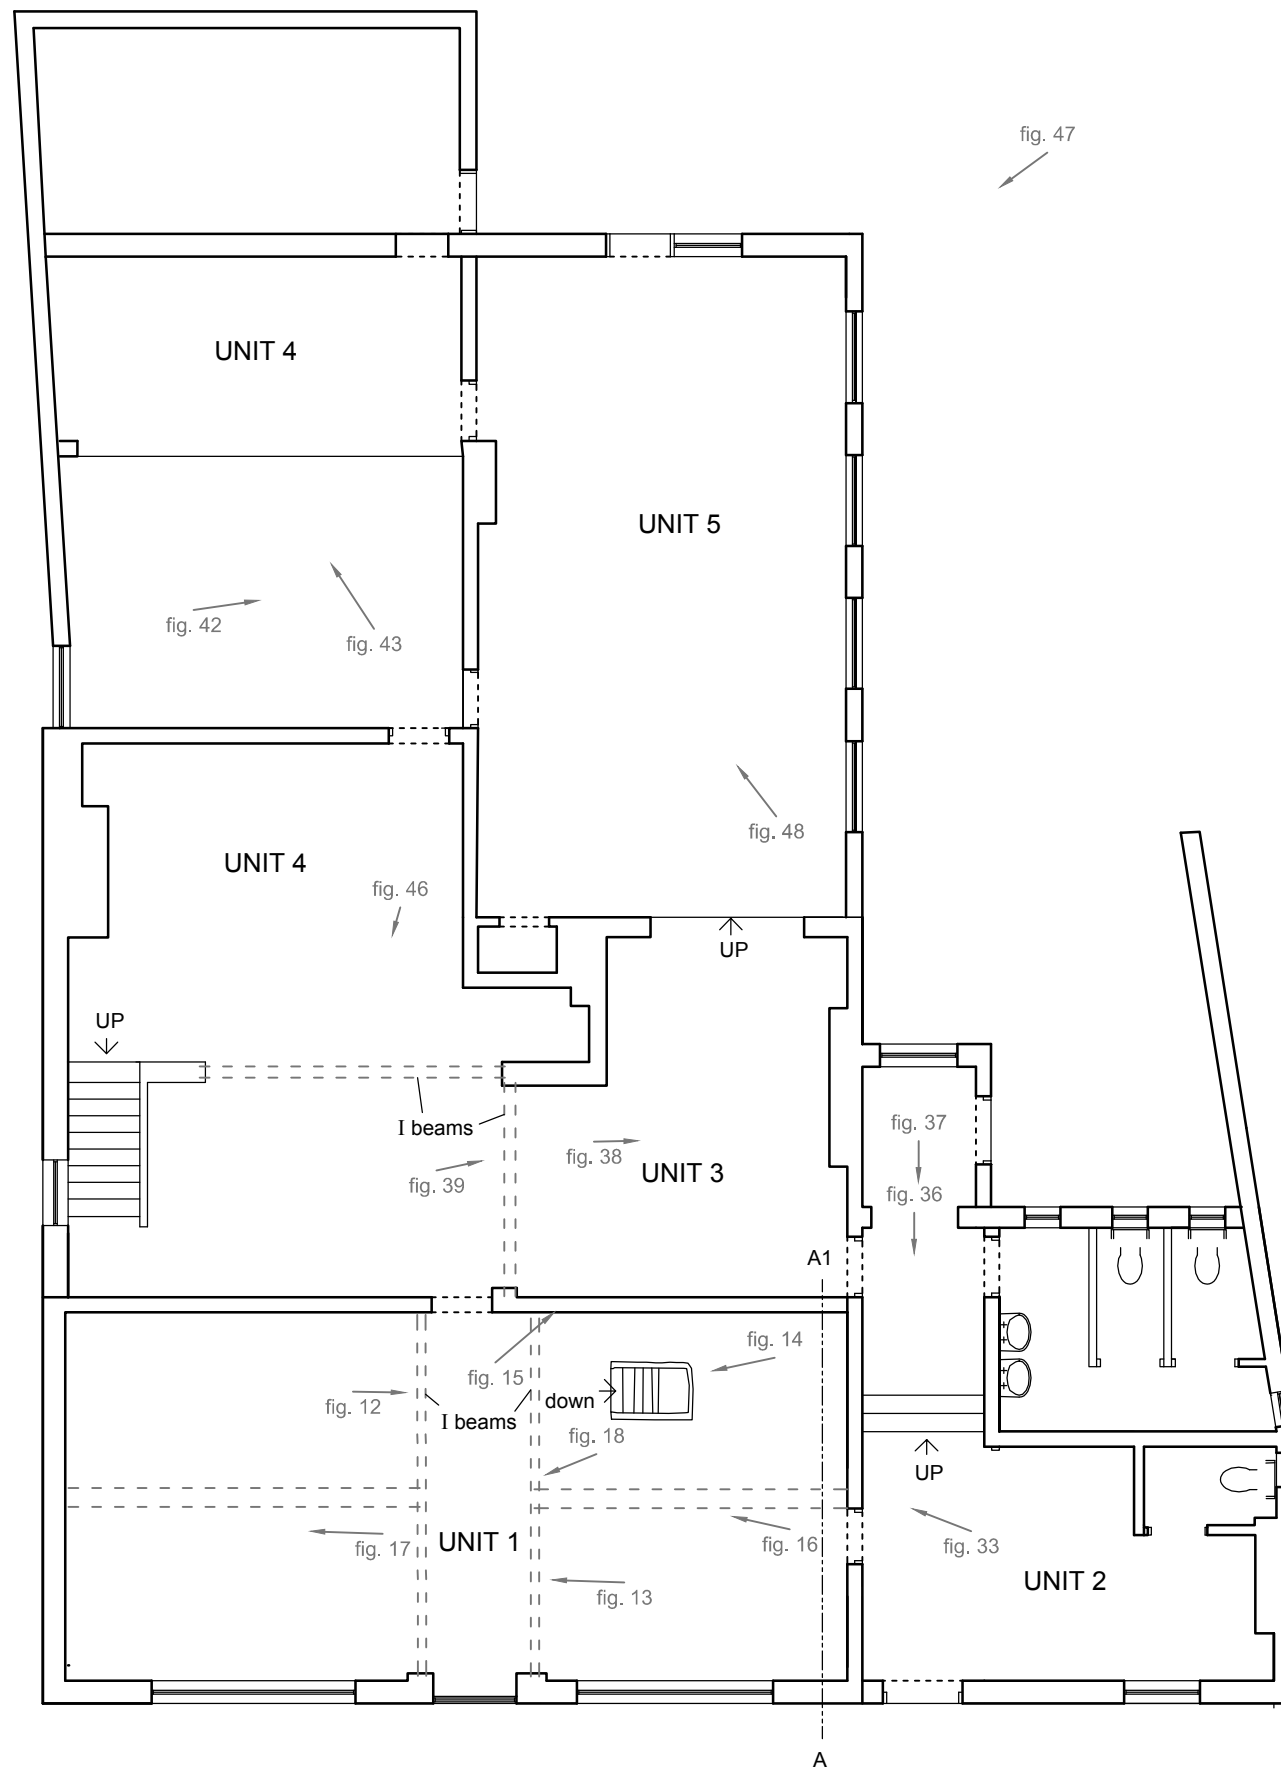 fig. 47
UNIT 4
UNIT 5
fig. 42
fig. 43
fig. 48
UNIT 4
fig. 46
UP
UP
I beams
fig. 37
fig. 38
fig. 39
UNIT 3
fig. 36
A1
fig. 14
fig. 15
fig. 12
down
I beams
fig. 18
UP
fig. 17
UNIT 1
fig. 16
fig. 33
UNIT 2
fig. 13
A